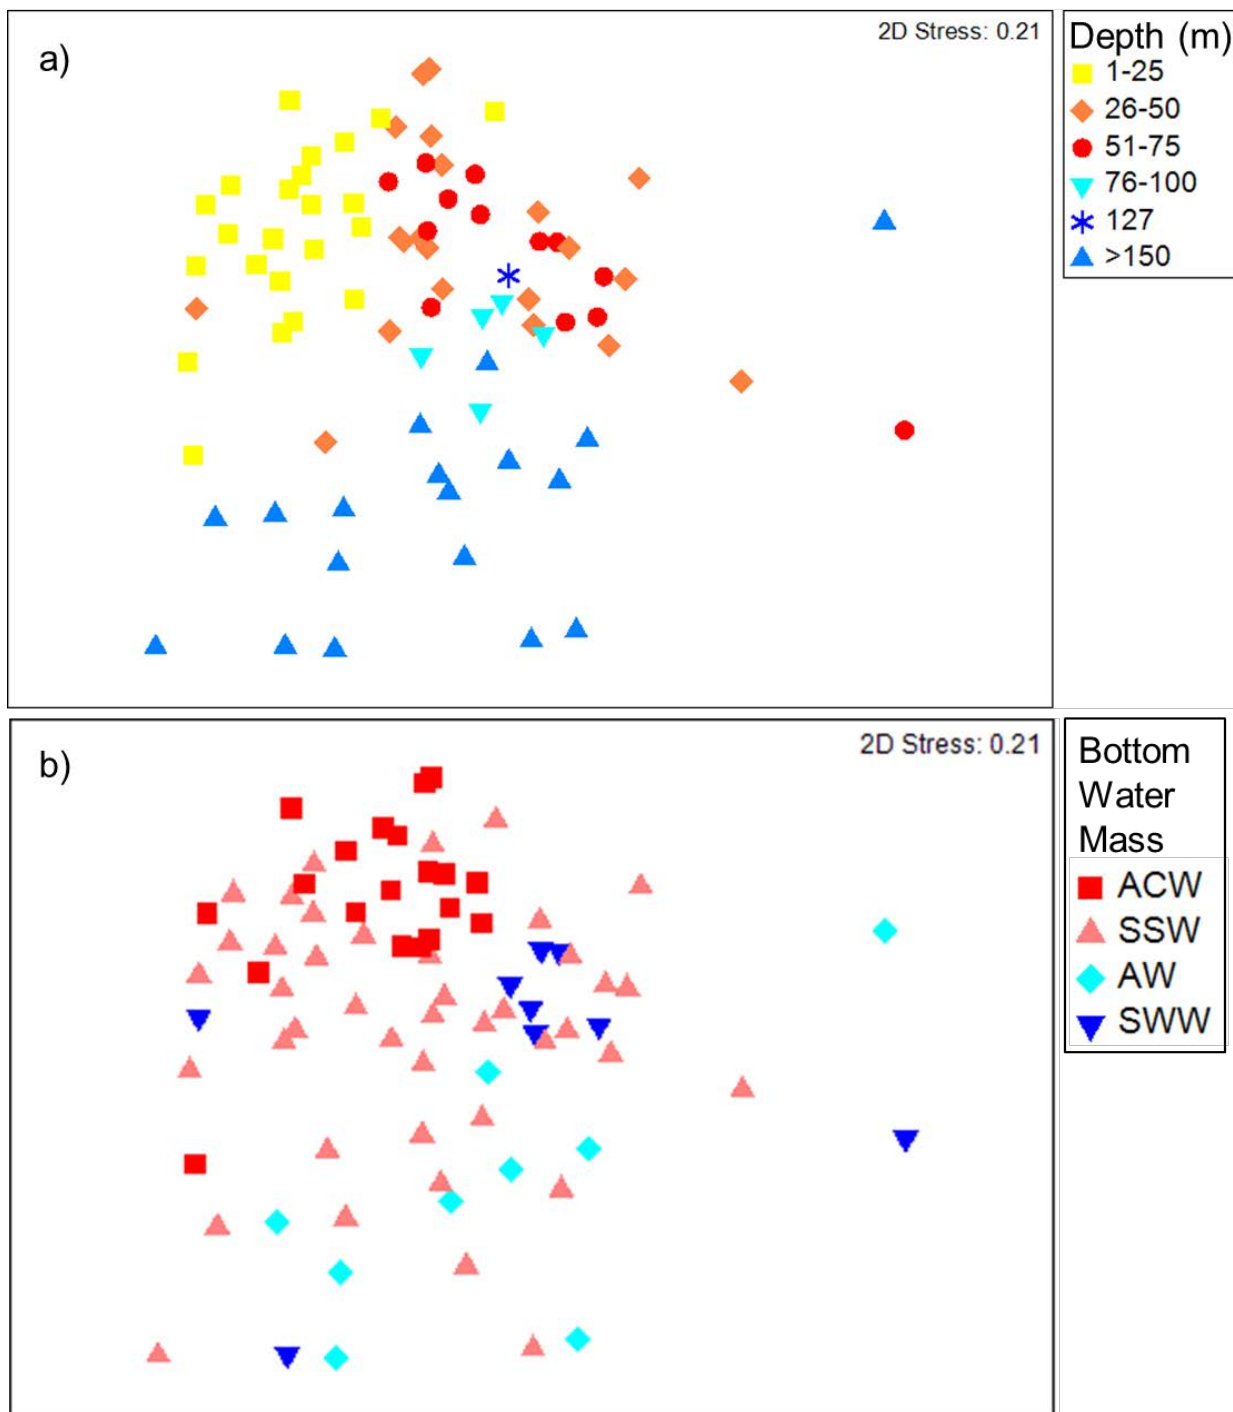 a)
2D Stress: 0.21
Depth (m)
1-25
26-50
51-75
76-100
127
>150
b)
2D Stress: 0.21
Bottom
Water
Mass
ACW
SSW
AW
SWW